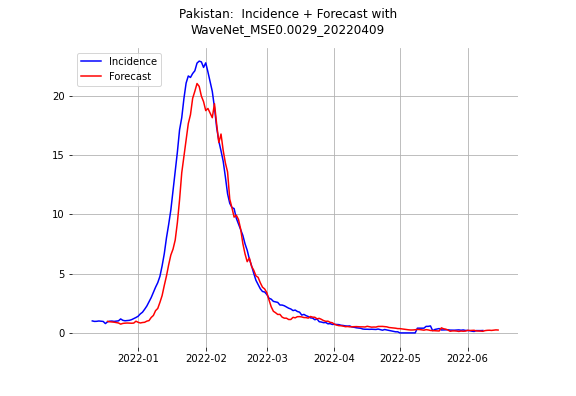 Pakistan: Incidence + Forecast with
WaveNet_MSE0.0029_20220409
Incidence
Forecast
20
15
10
5
0
2022-01 2022-02 2022-03 2022-04 2022-05 2022-06